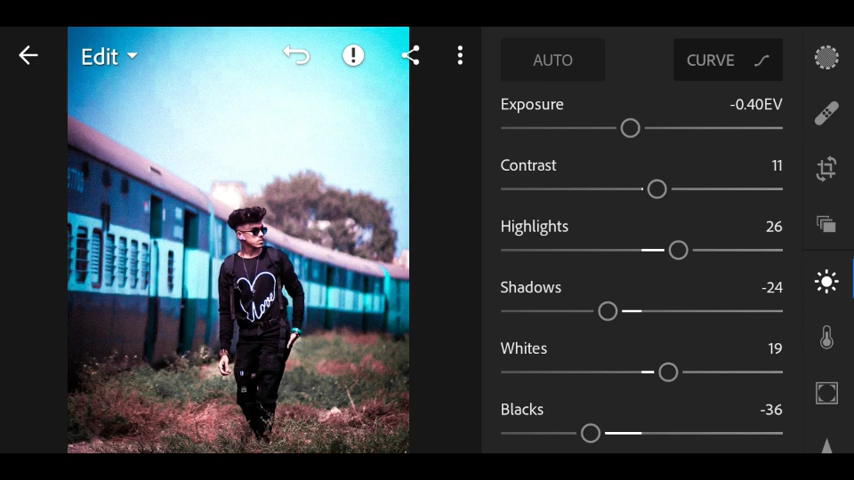 Edit
AUTO
CURVE
Exposure -0.40EV
Contrast 11
Highlights 26
Shadows -24
Whites 19
Blacks -36
Love